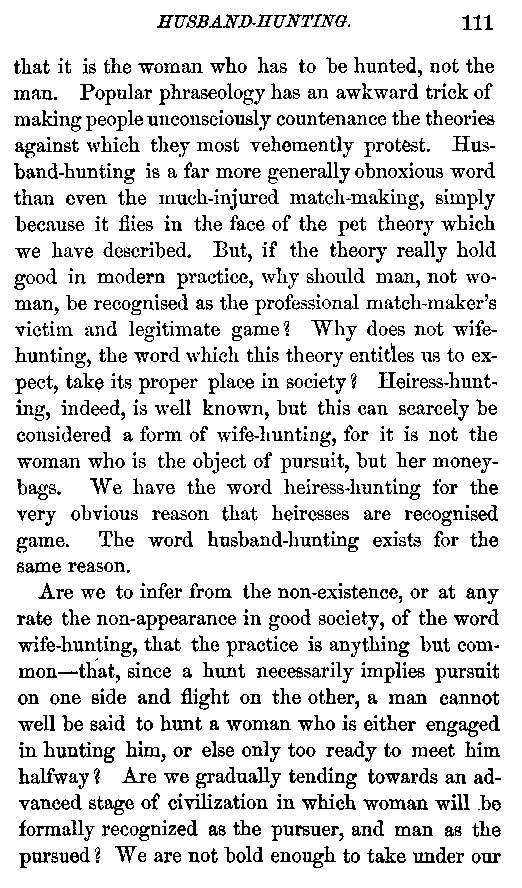 HUSBAND-HUNTING. 111
that it is the woman who has to be hunted, not the
man. Popular phraseology has an awkward trick of
making people unconsciously countenance the theories
against which they most vehemently protest. Hus-
band-hunting is a far more generally obnoxious word
than even the much-injured match-making, simply
because it flies in the face of the pet theory which
we have described. But, if the theory really hold
good in modern practice, why should man, not wo-
man, be recognised as the professional match-maker's
victim and legitimate game? Why does not wife-
hunting, the word which this theory entitles us to ex-
pect, take its proper place in society? Heiress-hunt-
ing, indeed, is well known, but this can scarcely be
considered a form of wife-hunting, for it is not the
woman who is the object of pursuit, but her money-
bags. We have the word heiress-hunting for the
very obvious reason that heiresses are recognised
game. The word husband-hunting exists for the
same reason.
Are we to infer from the non-existence, or at any
rate the non-appearance in good society, of the word
wife-hunting, that the practice is anything but com-
mon—that, since a hunt necessarily implies pursuit
on one side and flight on the other, a man cannot
well be said to hunt a woman who is either engaged
in hunting him, or else only too ready to meet him
halfway? Are we gradually tending towards an ad-
vanced stage of civilization in which woman will be
formally recognized as the pursuer, and man as the
pursued? We are not bold enough to take under our